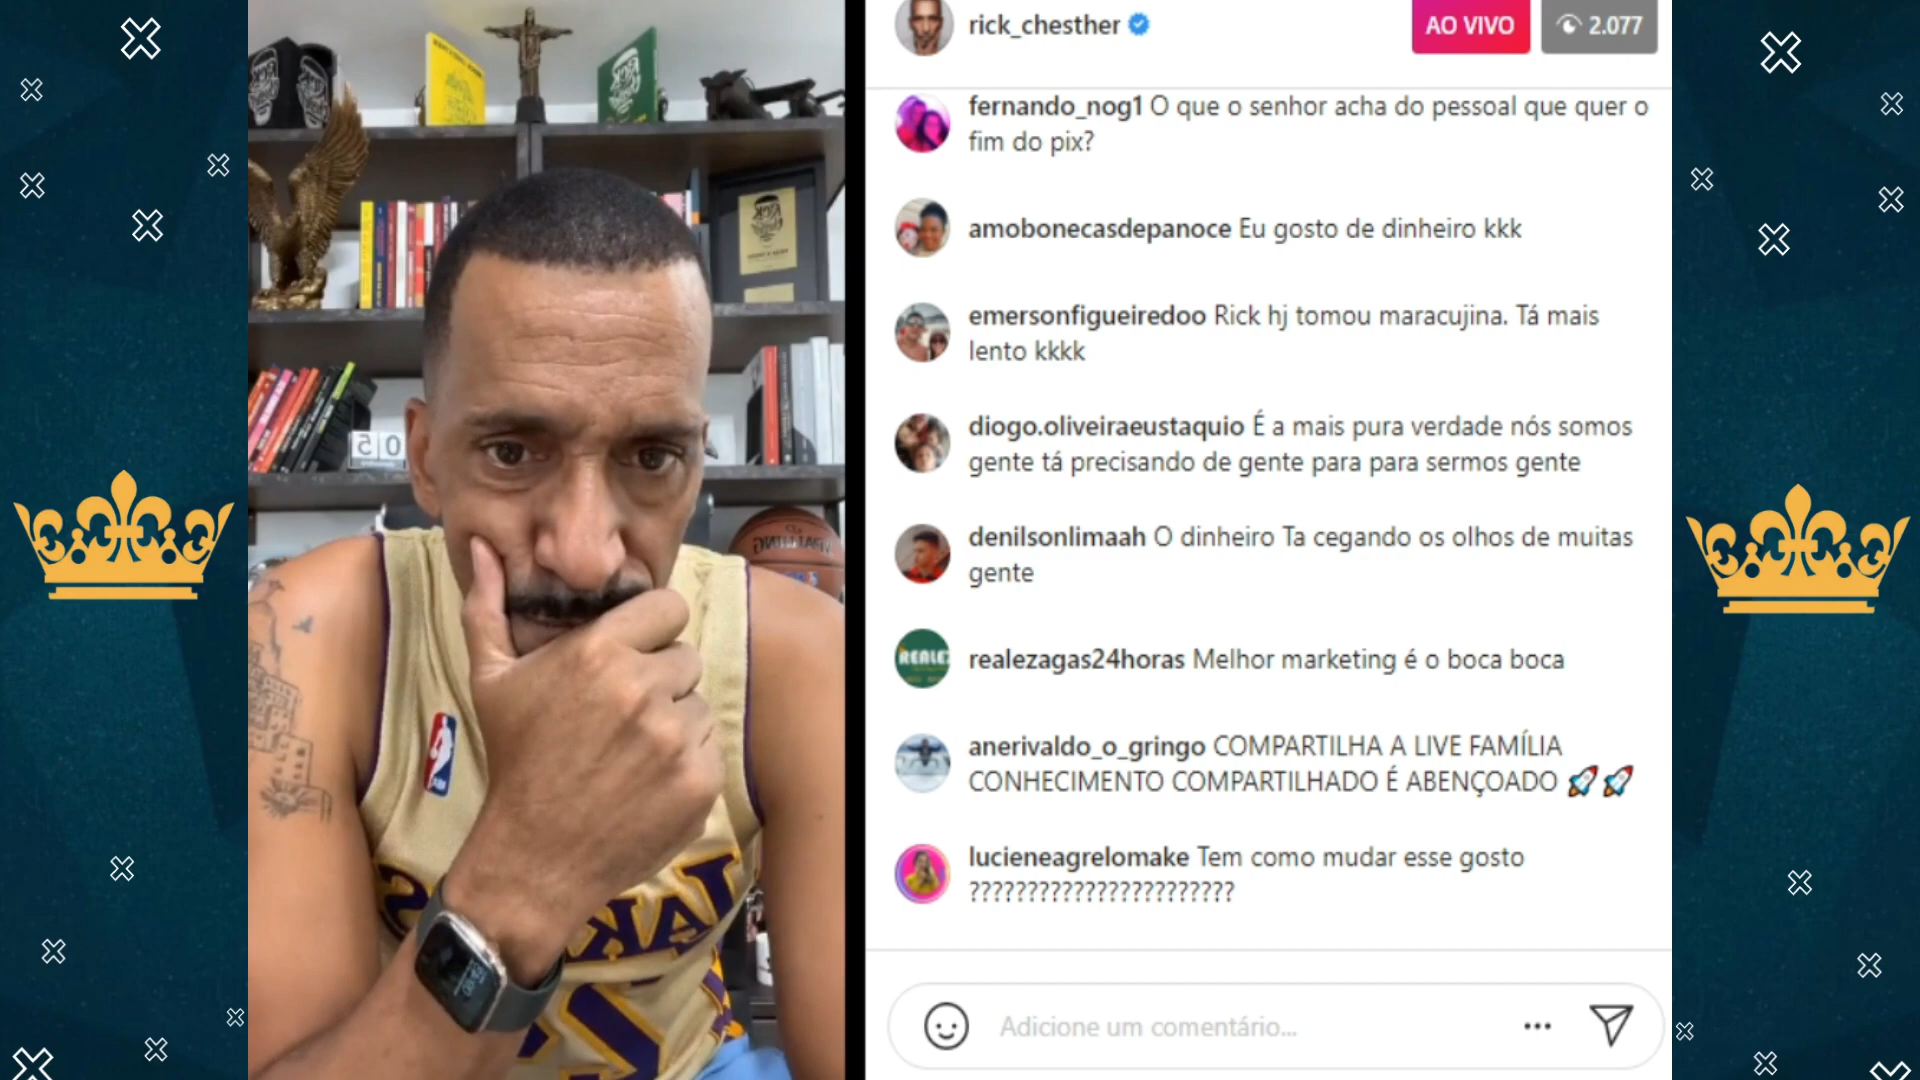 rick_chesther
AO VIVO
2.077
fernando_nog1 O que o senhor acha do pessoal que quer o
fim do pix?
amobonecasdepanoce Eu gosto de dinheiro kkk
emersonfigueiredoo Rick hj tomou maracujina. Tá mais
lento kkkk
diogo.oliveiraeustaquio É a mais pura verdade nós somos
gente tá precisando de gente para para sermos gente
denilsonlimaah O dinheiro Ta cegando os olhos de muitas
gente
REALE
realezagas24horas Melhor marketing é o boca boca
anerivaldo_o_gringo COMPARTILHA A LIVE FAMÍLIA
CONHECIMENTO COMPARTILHADO É ABENÇOADO 🚀🚀
lucieneagrelomake Tem como mudar esse gosto
???????????????????????
Adicione um comentário...
05
SPALDING
LAKERS